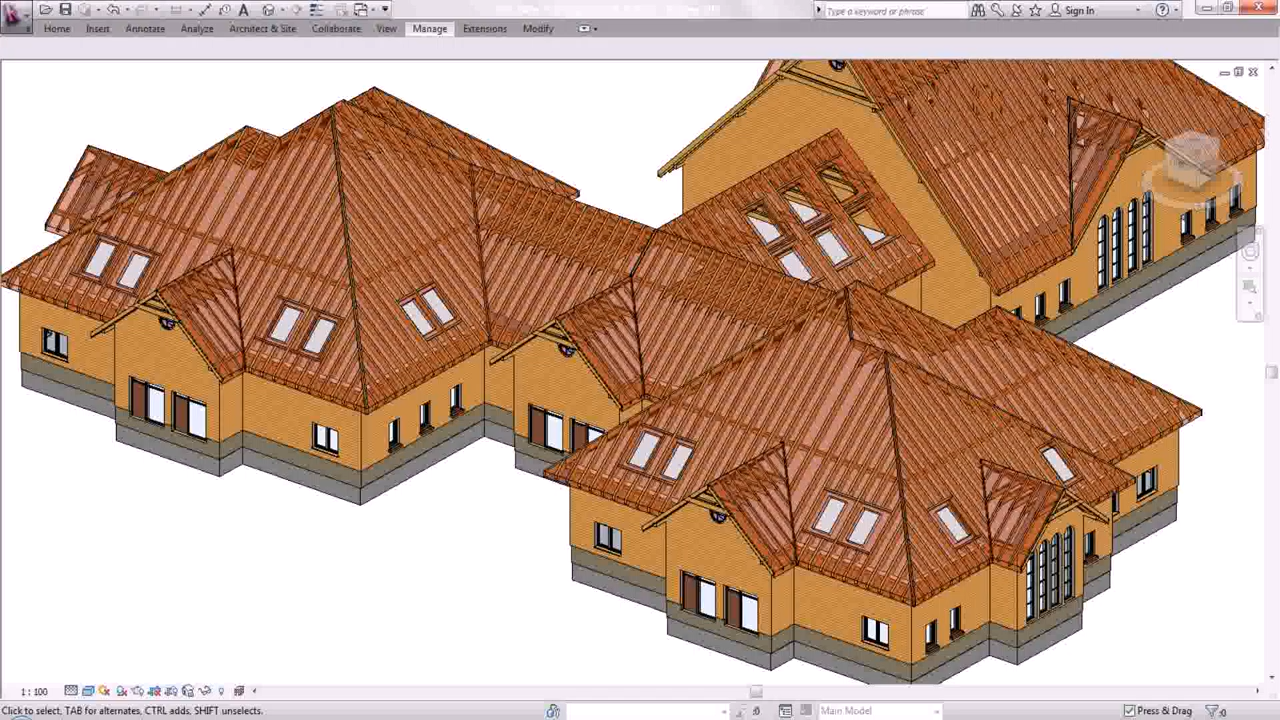 Type a keyword or phrase
Sign In
Home Insert Annotate Analyze Architect & Site Collaborate View Manage Extensions Modify
1 : 100
Click to select, TAB for alternates, CTRL adds, SHIFT unselects.
:0
Main Model
Press & Drag
:0